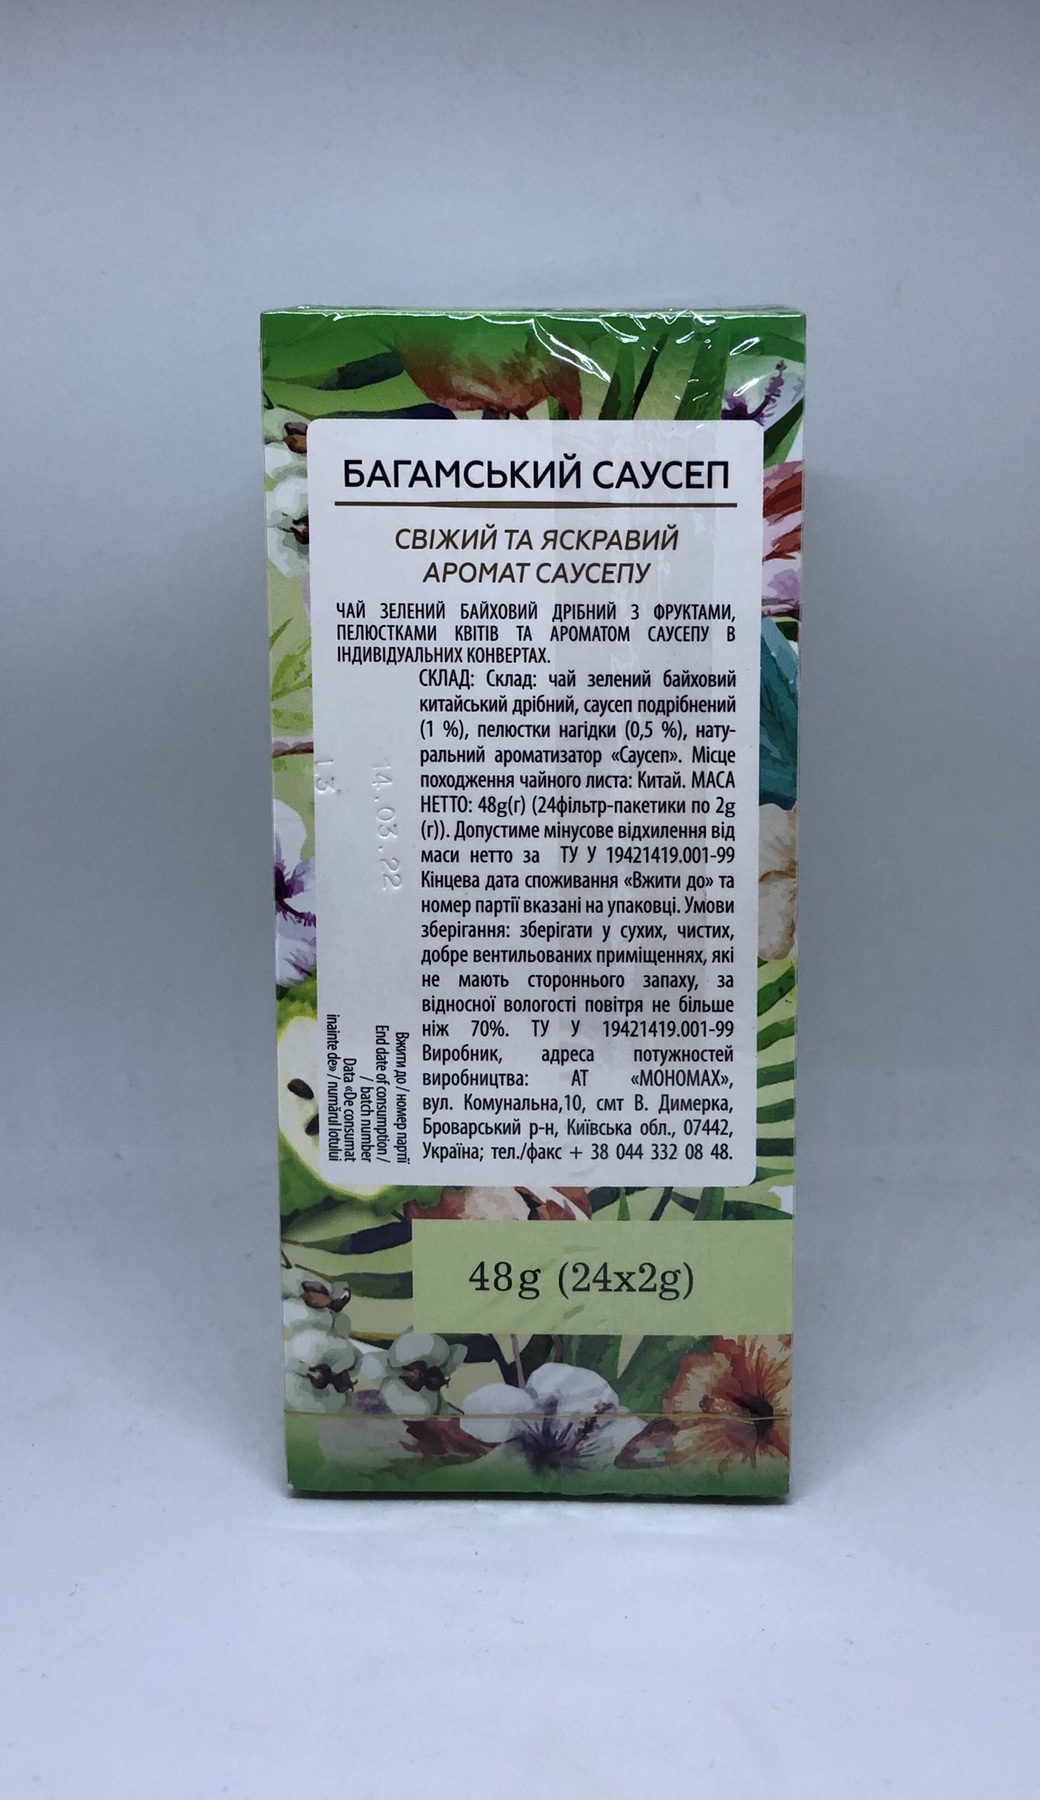 БАГАМСЬКИЙ САУСЕП
СВІЖИЙ ТА ЯСКРАВИЙ
АРОМАТ САУСЕПУ
ЧАЙ ЗЕЛЕНИЙ БАЙХОВИЙ ДРІБНИЙ З ФРУКТАМИ,
ПЕЛЮСТКАМИ КВІТІВ ТА АРОМАТОМ САУСЕПУ В
ІНДИВІДУАЛЬНИХ КОНВЕРТАХ.
СКЛАД: Склад: чай зелений байховий
китайський дрібний, саусеп подрібнений
(1 %), пелюстки нагідки (0,5 %), нату-
ральний ароматизатор «Саусеп». Місце
походження чайного листа: Китай. МАСА
НЕТТО: 48g(г) (24фільтр-пакетики по 2g
(г)). Допустиме мінусове відхилення від
маси нетто за ТУ У 19421419.001-99
Кінцева дата споживання «Вжити до» та
номер партії вказані на упаковці. Умови
зберігання: зберігати у сухих, чистих,
добре вентильованих приміщеннях, які
не мають стороннього запаху, за
відносної вологості повітря не більше
ніж 70%. ТУ У 19421419.001-99
Виробник, адреса потужностей
виробництва: АТ «МОНОМАХ»,
вул. Комунальна,10, смт В. Димерка,
Броварський р-н, Київська обл., 07442,
Україна; тел./факс + 38 044 332 08 48.
14.03.22
13
Вжити до / номер партії
End date of consumption /
/ batch number
Data «De consumat
inainte de» / numărul lotului
48g (24x2g)